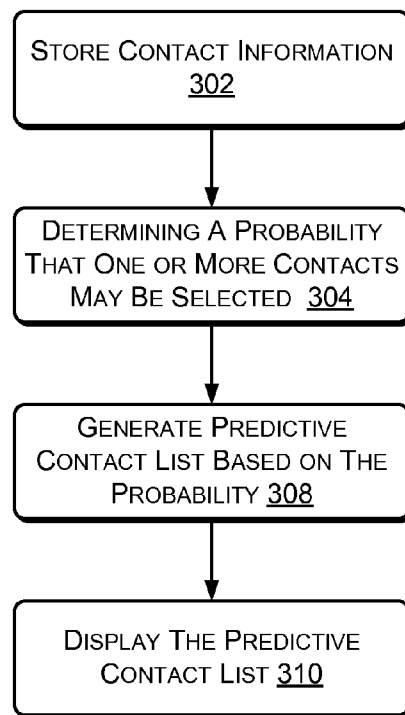 STORE CONTACT INFORMATION
302
DETERMINING A PROBABILITY
THAT ONE OR MORE CONTACTS
MAY BE SELECTED 304
GENERATE PREDICTIVE
CONTACT LIST BASED ON THE
PROBABILITY 308
DISPLAY THE PREDICTIVE
CONTACT LIST 310